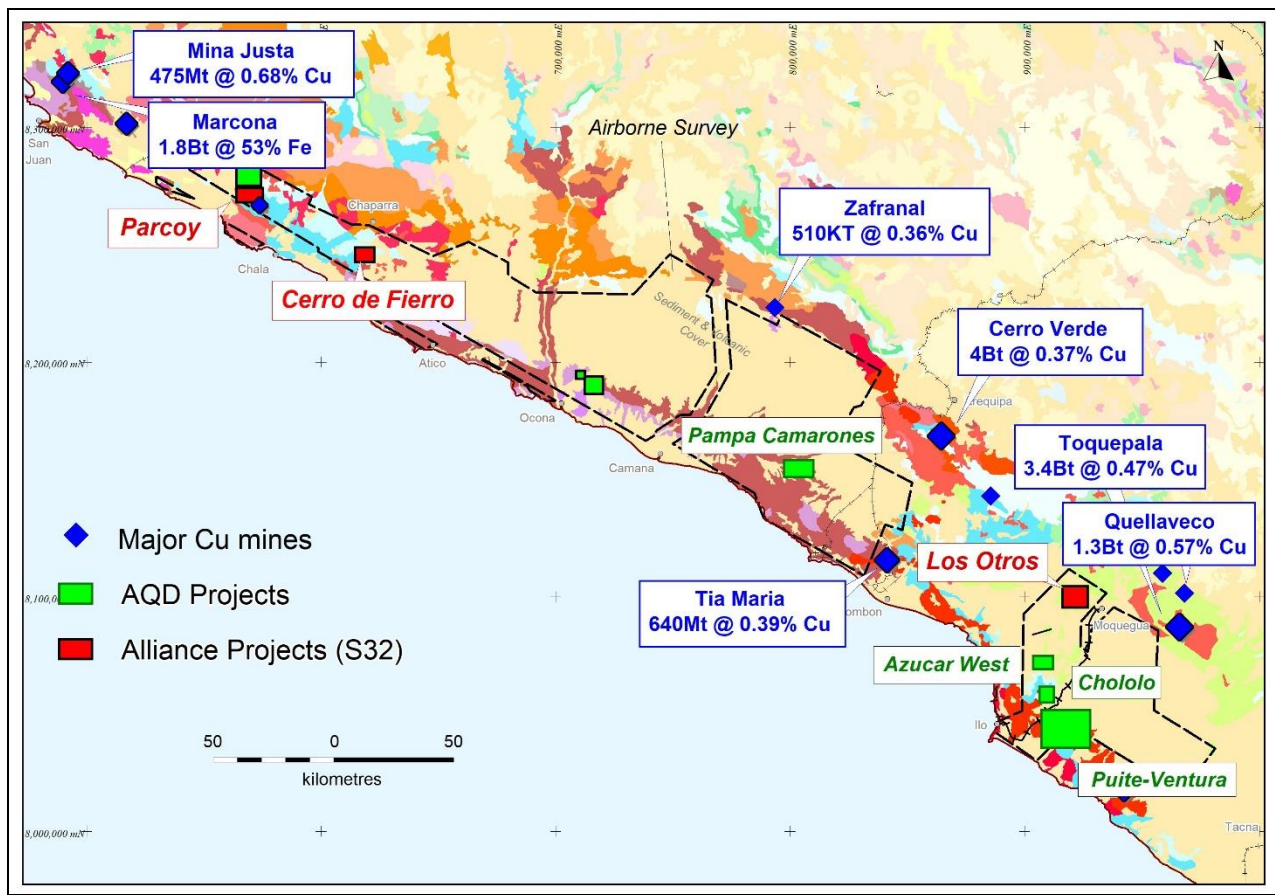 700,000 mE
800,000 mE
900,000 mE
N
Mina Justa
475Mt @ 0.68% Cu
Marcona
1.8Bt @ 53% Fe
8,300,000 mN
San
Juan
Airborne Survey
Parcoy
Chaparra
Chala
Cerro de Fierro
Zafranal
510KT @ 0.36% Cu
Sediment & Volcanic
Cover
Cerro Verde
4Bt @ 0.37% Cu
8,200,000 mN
Atico
Ocona
Camana
Pampa Camarones
requipa
Toquepala
3.4Bt @ 0.47% Cu
Quellaveco
1.3Bt @ 0.57% Cu
Major Cu mines
AQD Projects
Alliance Projects (S32)
Los Otros
8,100,000
Tia Maria
640Mt @ 0.39% Cu
ombon
Moquegua
Azucar West
Chololo
Ilo
50 0 50
kilometres
Puite-Ventura
8,000,000 mN
Tacna